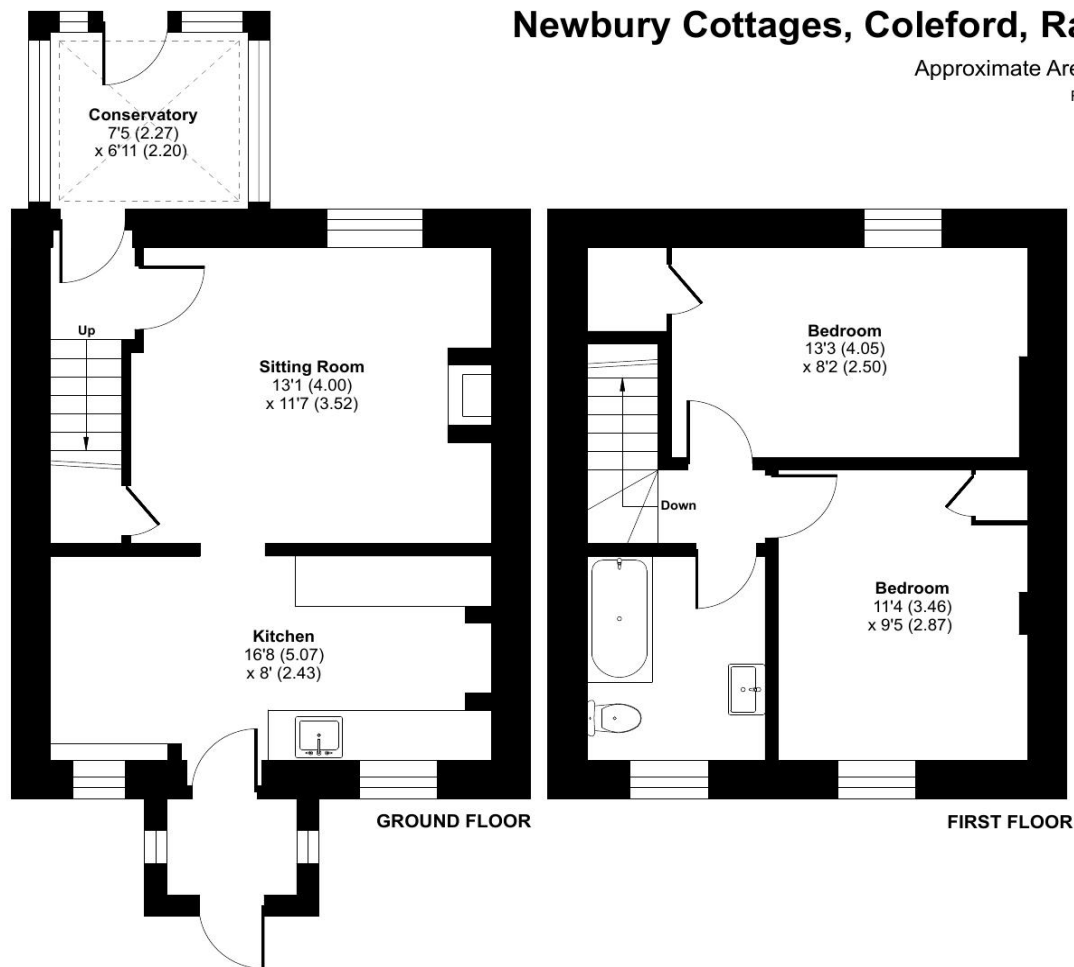 Newbury Cottages, Coleford, Ra
Approximate Are
Conservatory
7'5 (2.27)
x 6'11 (2.20)
Up
Sitting Room
13'1 (4.00)
x 11'7 (3.52)
Kitchen
16'8 (5.07)
x 8' (2.43)
GROUND FLOOR
Bedroom
13'3 (4.05)
x 8'2 (2.50)
Down
Bedroom
11'4 (3.46)
x 9'5 (2.87)
FIRST FLOOR